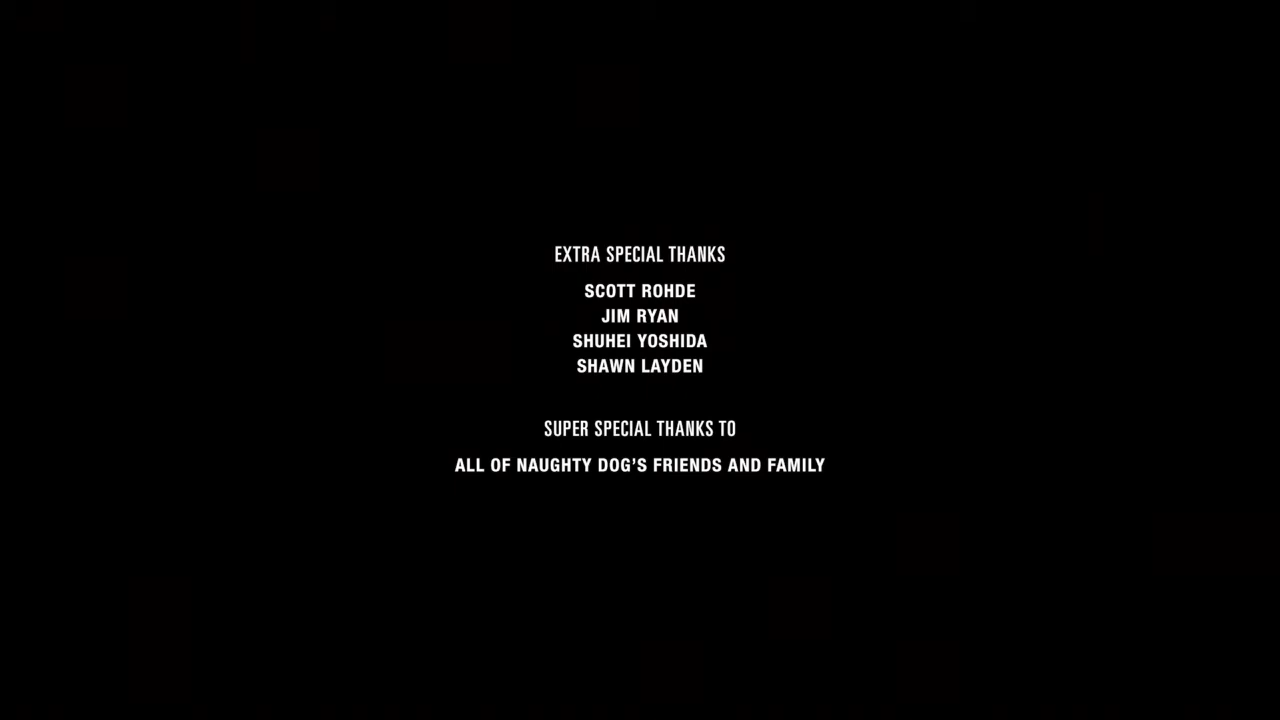 EXTRA SPECIAL THANKS
SCOTT ROHDE
JIM RYAN
SHUHEI YOSHIDA
SHAWN LAYDEN
SUPER SPECIAL THANKS TO
ALL OF NAUGHTY DOG’S FRIENDS AND FAMILY